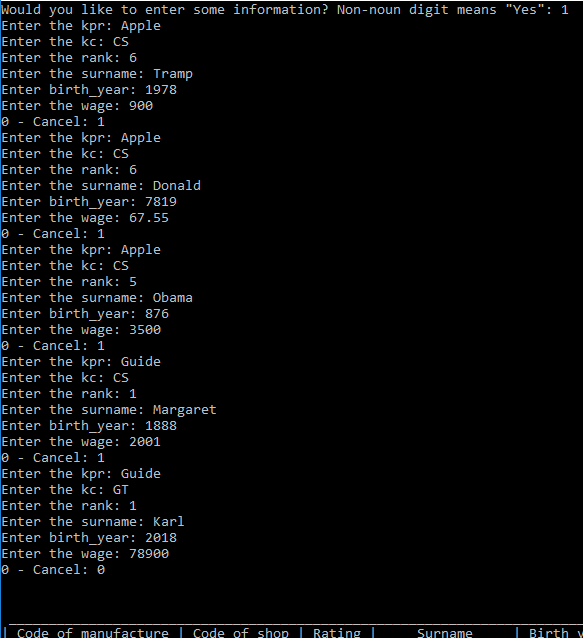 Would you like to enter some information? Non-noun digit means "Yes": 1
Enter the kpr: Apple
Enter the kc: CS
Enter the rank: 6
Enter the surname: Tramp
Enter birth_year: 1978
Enter the wage: 900
0 - Cancel: 1
Enter the kpr: Apple
Enter the kc: CS
Enter the rank: 6
Enter the surname: Donald
Enter birth_year: 7819
Enter the wage: 67.55
0 - Cancel: 1
Enter the kpr: Apple
Enter the kc: CS
Enter the rank: 5
Enter the surname: Obama
Enter birth_year: 876
Enter the wage: 3500
0 - Cancel: 1
Enter the kpr: Guide
Enter the kc: CS
Enter the rank: 1
Enter the surname: Margaret
Enter birth_year: 1888
Enter the wage: 2001
0 - Cancel: 1
Enter the kpr: Guide
Enter the kc: GT
Enter the rank: 1
Enter the surname: Karl
Enter birth_year: 2018
Enter the wage: 78900
0 - Cancel: 0
| Code of manufacture | Code of shop | Rating | Surname | Birth